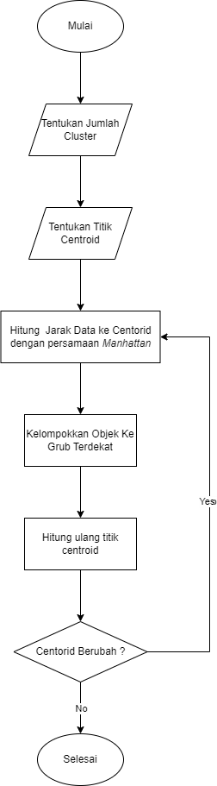 Mulai
Tentukan Jumlah
Cluster
Tentukan Titik
Centroid
Hitung Jarak Data ke Centorid
dengan persamaan Manhattan
Kelompokkan Objek Ke
Grub Terdekat
Hitung ulang titik
centroid
Centorid Berubah ?
Yes
No
Selesai